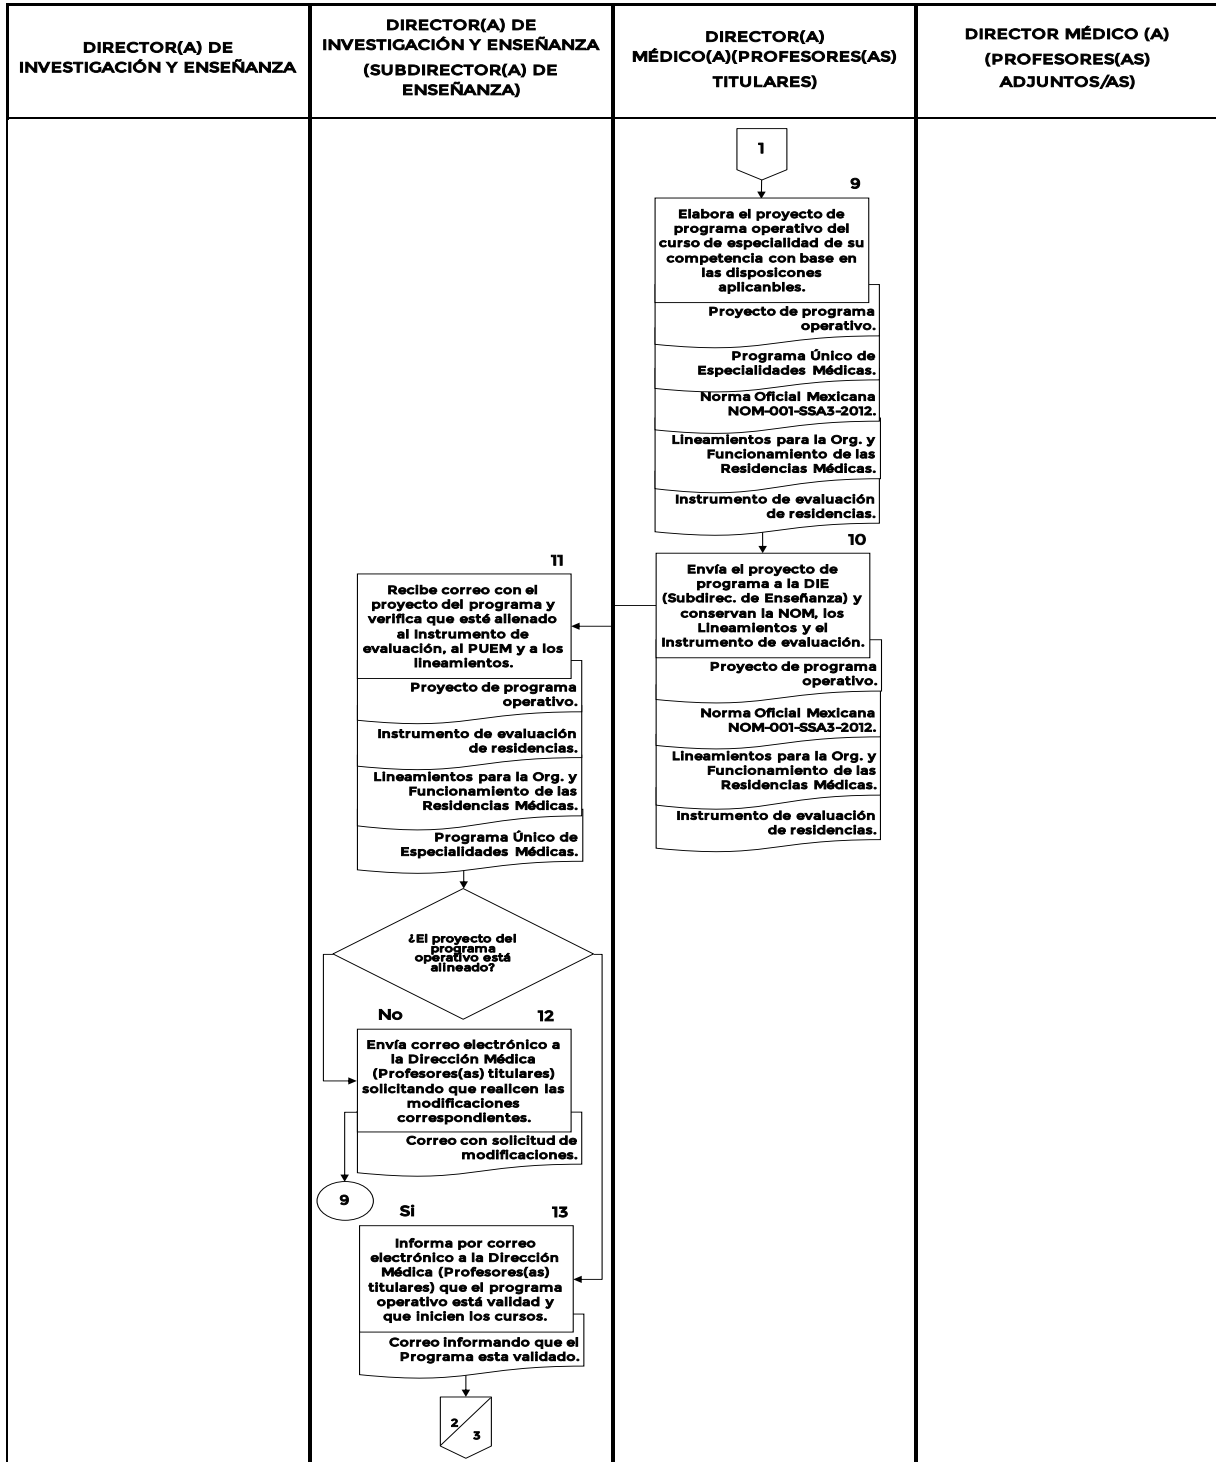 DIRECTOR(A) DE
INVESTIGACIÓN Y ENSEÑANZA
DIRECTOR(A) DE
INVESTIGACIÓN Y ENSEÑANZA
(SUBDIRECTOR(A) DE
ENSEÑANZA)
DIRECTOR(A)
MÉDICO(A)(PROFESORES(AS)
TITULARES)
DIRECTOR MÉDICO (A)
(PROFESORES(AS)
ADJUNTOS/AS)
1
9
Elabora el proyecto de
programa operativo del
curso de especialidad de su
competencia con base en
las disposicones
aplicanbles.
Proyecto de programa
operativo.
Programa Único de
Especialidades Médicas.
Norma Oficial Mexicana
NOM-001-SSA3-2012.
Lineamientos para la Org. y
Funcionamiento de las
Residencias Médicas.
Instrumento de evaluación
de residencias.
10
Envía el proyecto de
programa a la DIE
(Subdirec. de Enseñanza) y
conservan la NOM, los
Lineamientos y el
Instrumento de evaluación.
Proyecto de programa
operativo.
Norma Oficial Mexicana
NOM-001-SSA3-2012.
Lineamientos para la Org. y
Funcionamiento de las
Residencias Médicas.
Instrumento de evaluación
de residencias.
11
Recibe correo con el
proyecto del programa y
verifica que esté alienado
al Instrumento de
evaluación, al PUEM y a los
lineamientos.
Proyecto de programa
operativo.
Instrumento de evaluación
de residencias.
Lineamientos para la Org. y
Funcionamiento de las
Residencias Médicas.
Programa Único de
Especialidades Médicas.
¿El proyecto del
programa
operativo está
alineado?
No
12
Envía correo electrónico a
la Dirección Médica
(Profesores(as) titulares)
solicitando que realicen las
modificaciones
correspondientes.
Correo con solicitud de
modificaciones.
9
Si
13
Informa por correo
electrónico a la Dirección
Médica (Profesores(as)
titulares) que el programa
operativo está validad y
que inicien los cursos.
Correo informando que el
Programa esta validado.
2
3